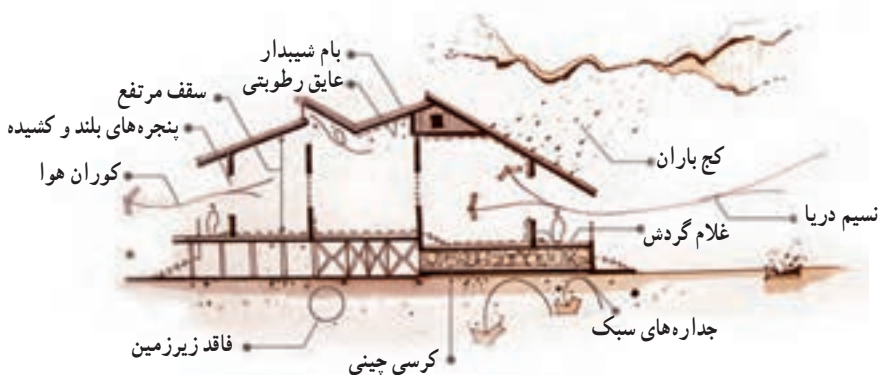 بام شیبدار
عایق رطوبتی
سقف مرتفع
پنجره‌های بلند و کشیده
کوران هوا
کج باران
نسیم دریا
غلام گردش
جداره‌های سبک
کرسی چینی
فاقد زیرزمین